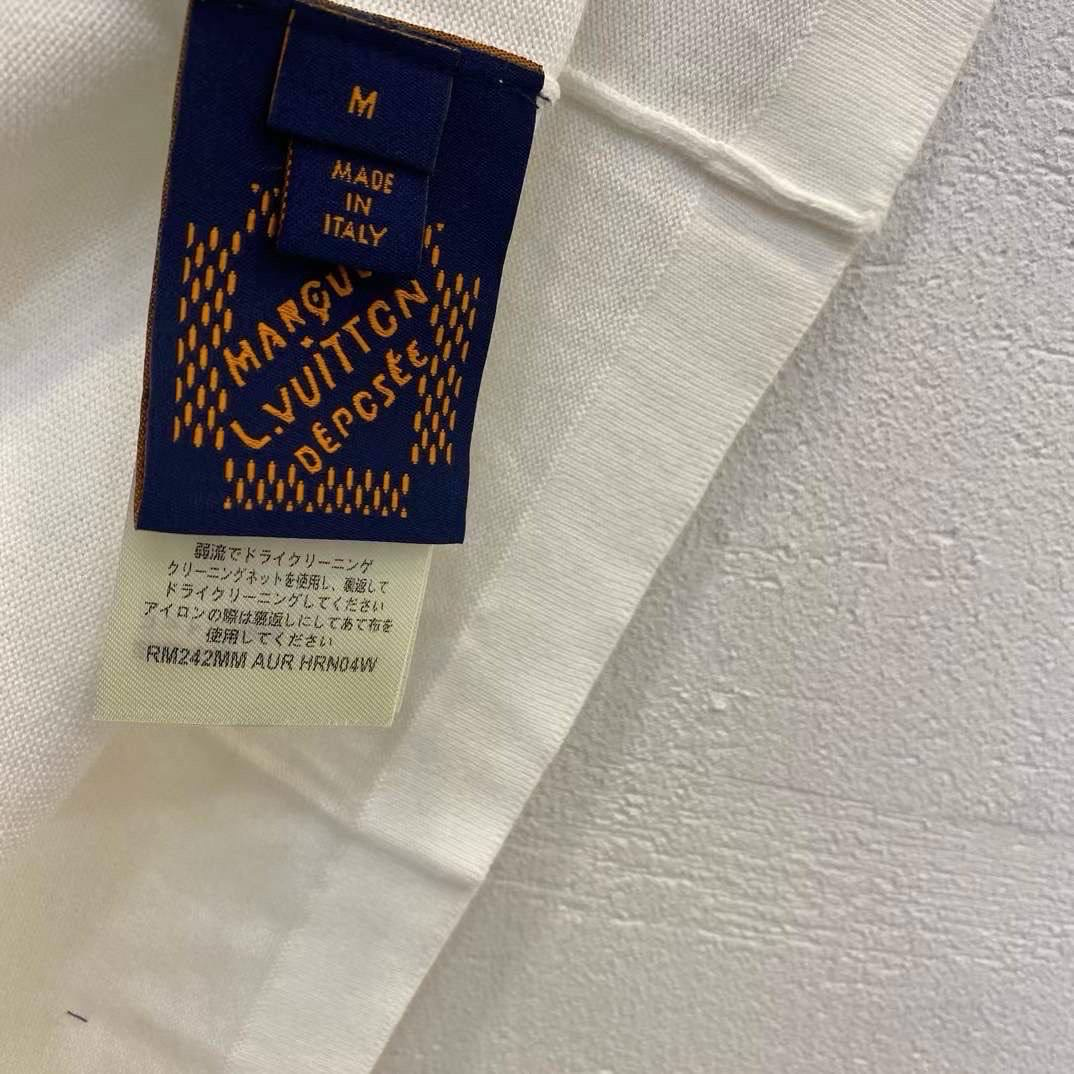 M
MADE
IN
ITALY
MARQU
L.VUITTON
DÉPOSÉE
弱流でドライクリーニング
クリーニングネットを使用し、裏返して
ドライクリーニングしてください
アイロンの際は裏返しにしてあて布を
使用してください
RM242MM AUR HRN04W